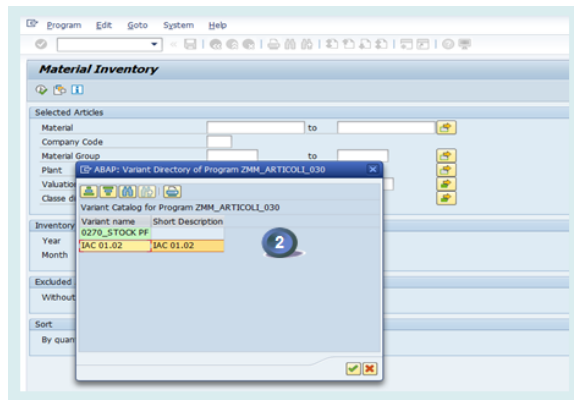 Program Edit Goto System Help
Material Inventory
Selected Articles
Material to
Company Code
Material Group to
Plant
Valuatio
Classe di
Inventory
Year
Month
Excluded
Without
Sort
By quan
ABAP: Variant Directory of Program ZMM_ARTICOLI_030
Variant Catalog for Program ZMM_ARTICOLI_030
Variant name Short Description
0270_STOCK PF
IAC 01.02 IAC 01.02
2